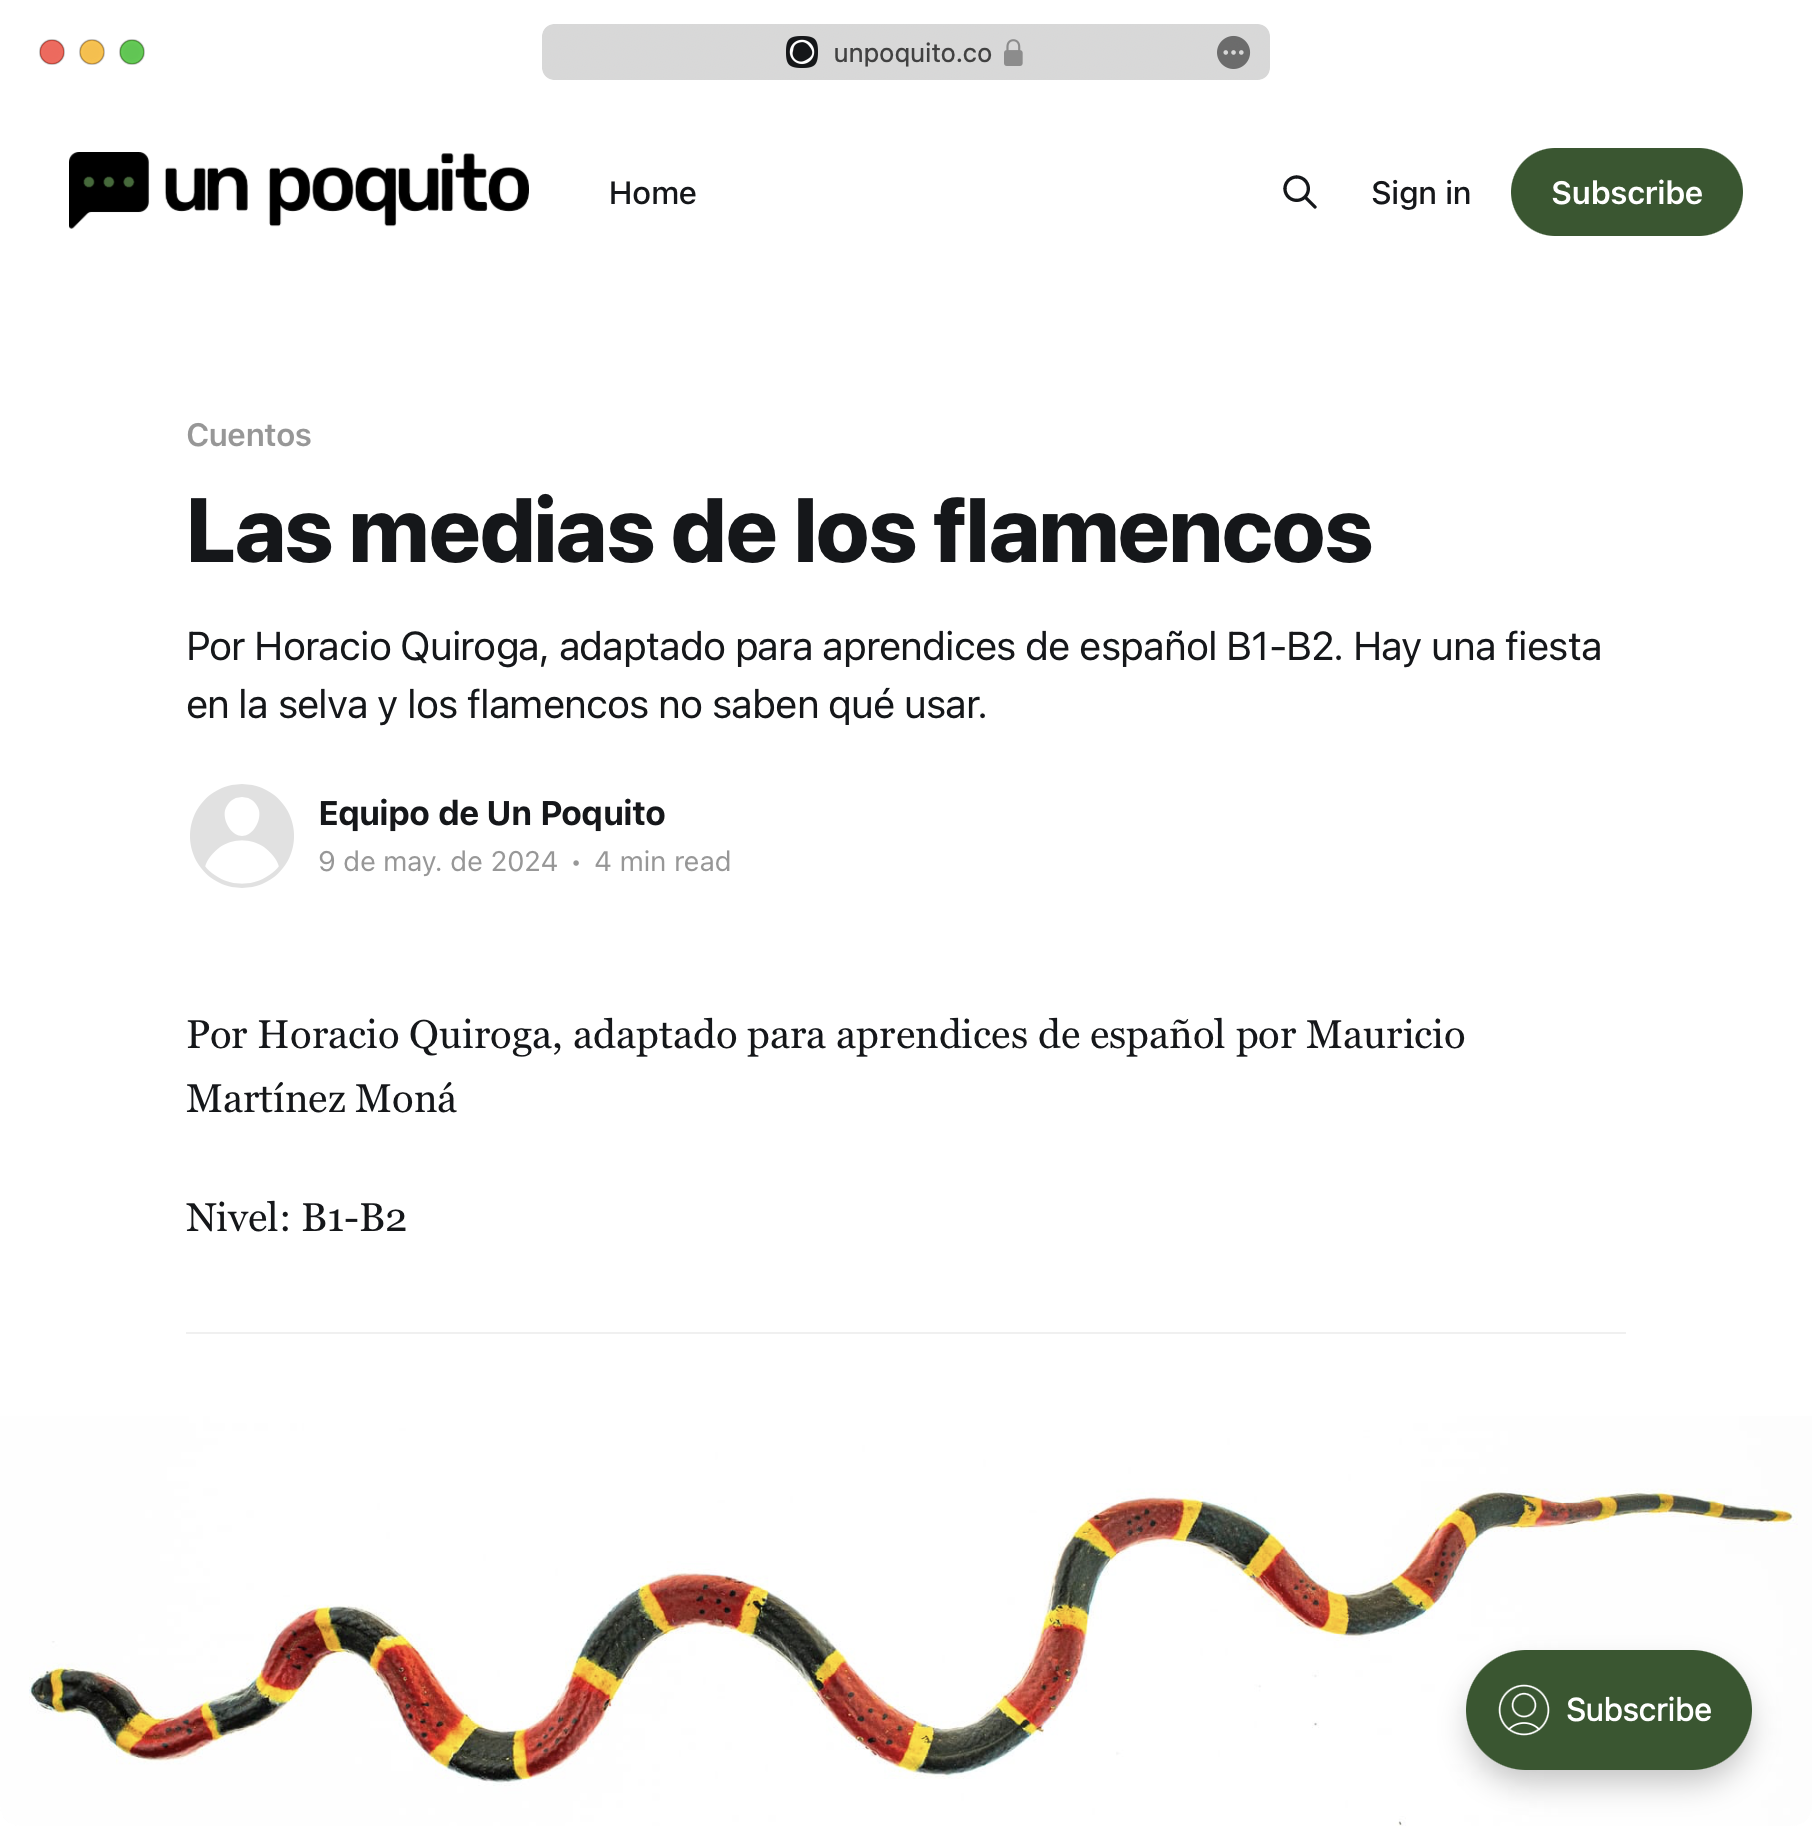 unpoquito.co
un poquito
Home
Sign in
Subscribe
Cuentos
Las medias de los flamencos
Por Horacio Quiroga, adaptado para aprendices de español B1-B2. Hay una fiesta
en la selva y los flamencos no saben qué usar.
Equipo de Un Poquito
9 de may. de 2024 • 4 min read
Por Horacio Quiroga, adaptado para aprendices de español por Mauricio
Martínez Moná
Nivel: B1-B2
Subscribe